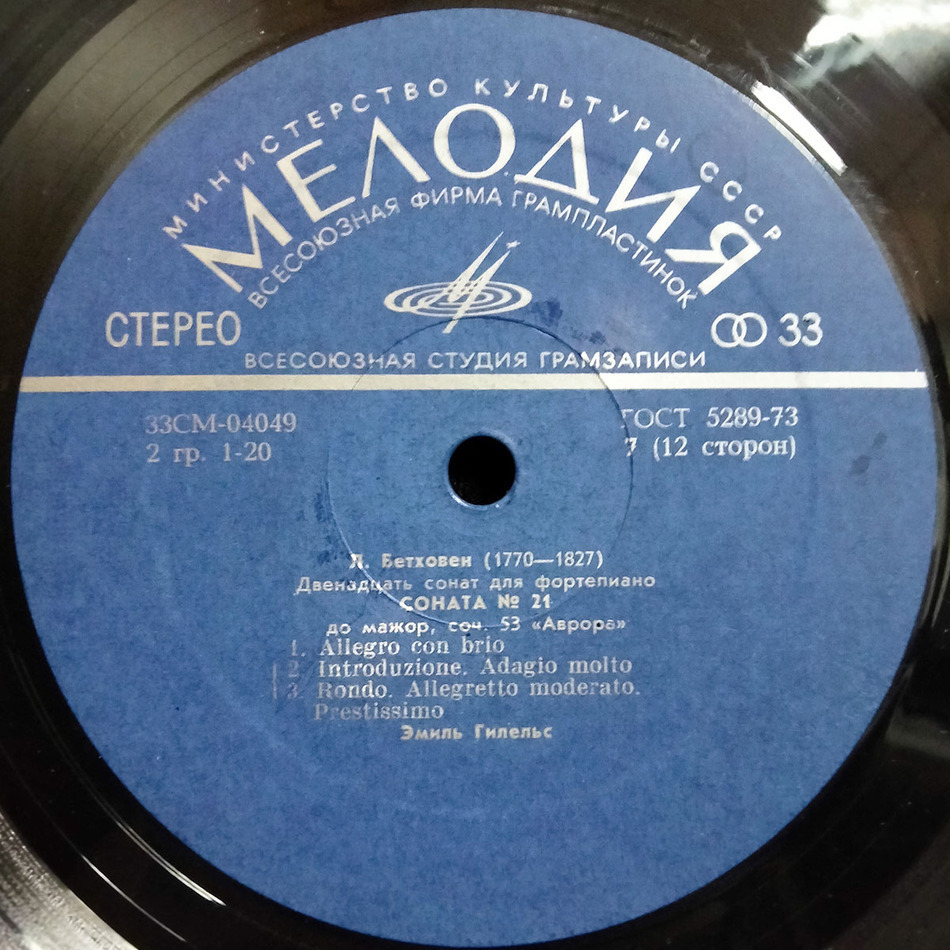 МИНИСТЕРСТВО КУЛЬТУРЫ СССР
МЕЛОДИЯ
ВСЕСОЮЗНАЯ ФИРМА ГРАМПЛАСТИНОК
СТЕРЕО
33
ВСЕСОЮЗНАЯ СТУДИЯ ГРАМЗАПИСИ
33СМ-04049
ГОСТ 5289-73
2 гр. 1-20
7 (12 сторон)
Л. Бетховен (1770—1827)
Двенадцать сонат для фортепиано
СОНАТА № 21
до мажор, соч. 53 «Аврора»
1. Allegro con brio
2 Introduzione. Adagio molto
3. Rondo. Allegretto moderato.
Prestissimo
Эмиль Гилельс